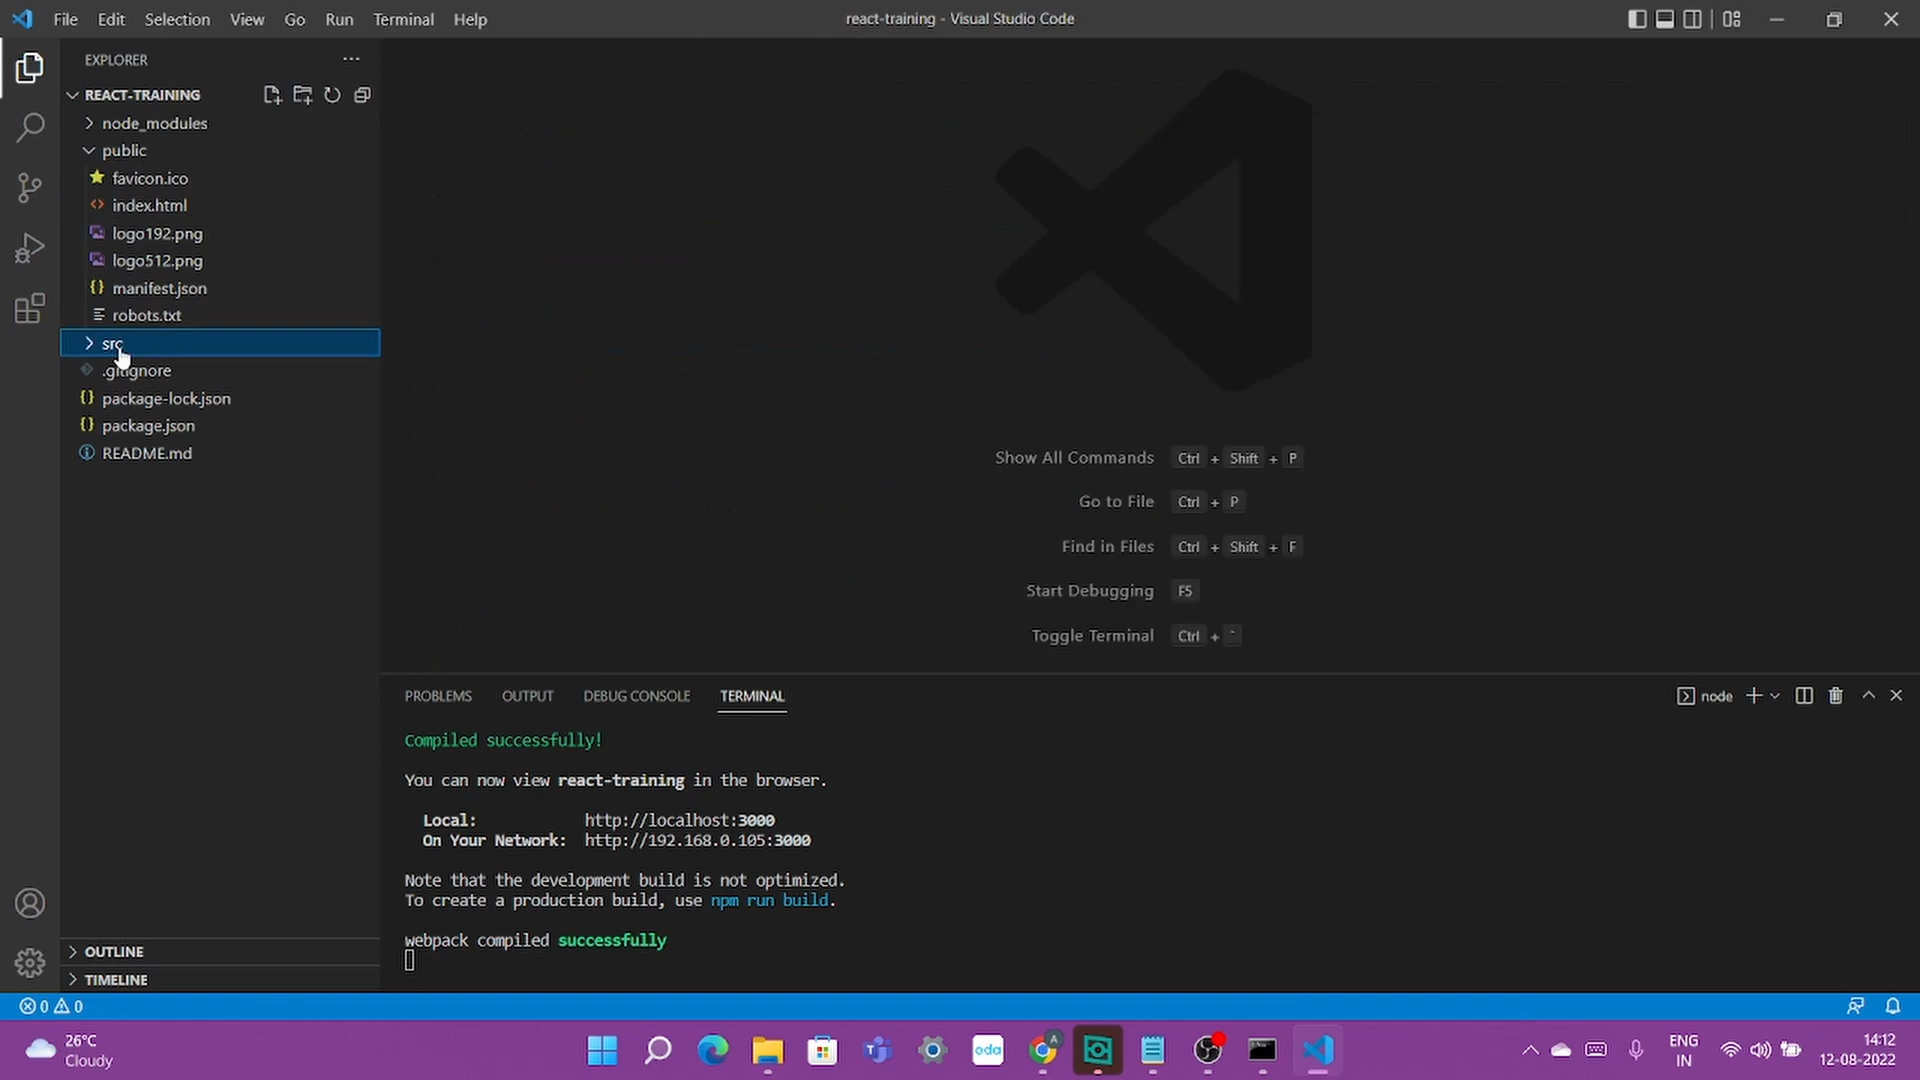 File Edit Selection View Go Run Terminal Help
react-training - Visual Studio Code
EXPLORER
REACT-TRAINING
node_modules
public
favicon.ico
index.html
logo192.png
logo512.png
manifest.json
robots.txt
src
.gitignore
package-lock.json
package.json
README.md
OUTLINE
TIMELINE
Show All Commands Ctrl + Shift + P
Go to File Ctrl + P
Find in Files Ctrl + Shift + F
Start Debugging F5
Toggle Terminal Ctrl + `
PROBLEMS OUTPUT DEBUG CONSOLE TERMINAL
node
Compiled successfully!
You can now view react-training in the browser.
Local: http://localhost:3000
On Your Network: http://192.168.0.105:3000
Note that the development build is not optimized.
To create a production build, use npm run build.
webpack compiled successfully
0 0
26°C
Cloudy
oda
A
ENG
IN
14:12
12-08-2022